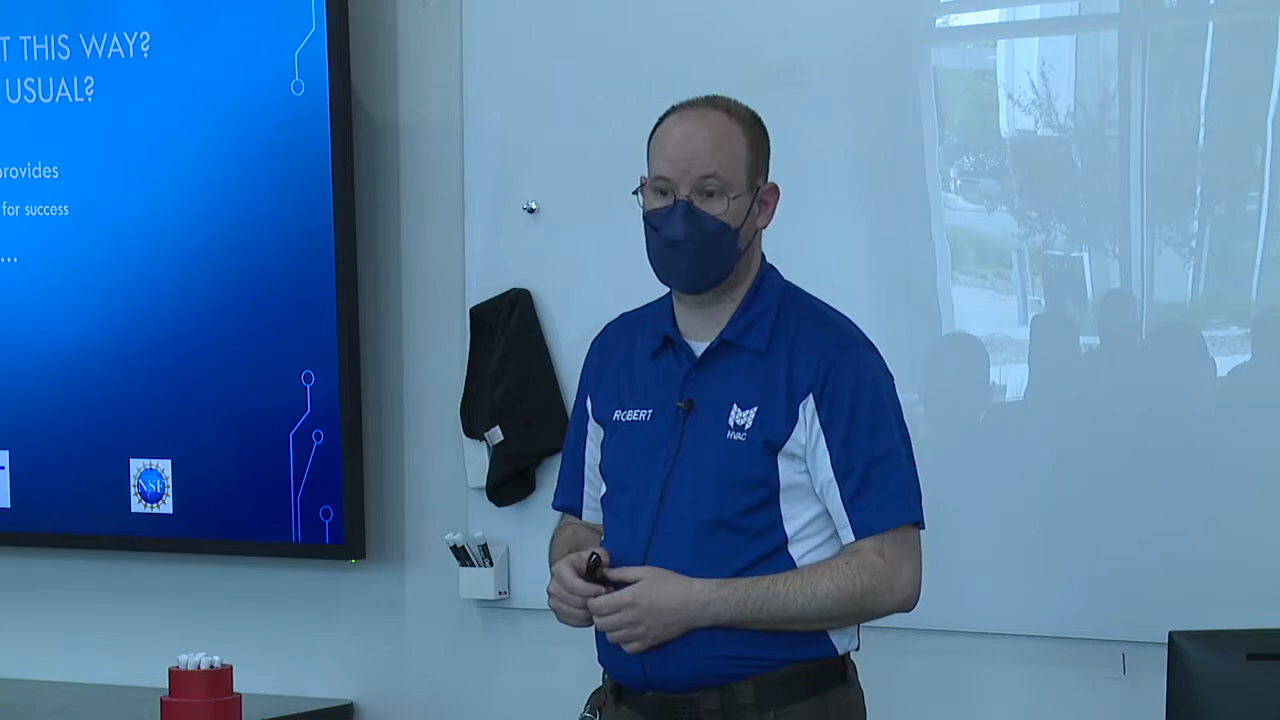 T THIS WAY?
USUAL?
provides
for success
...
NSF
ROBERT
HVAC